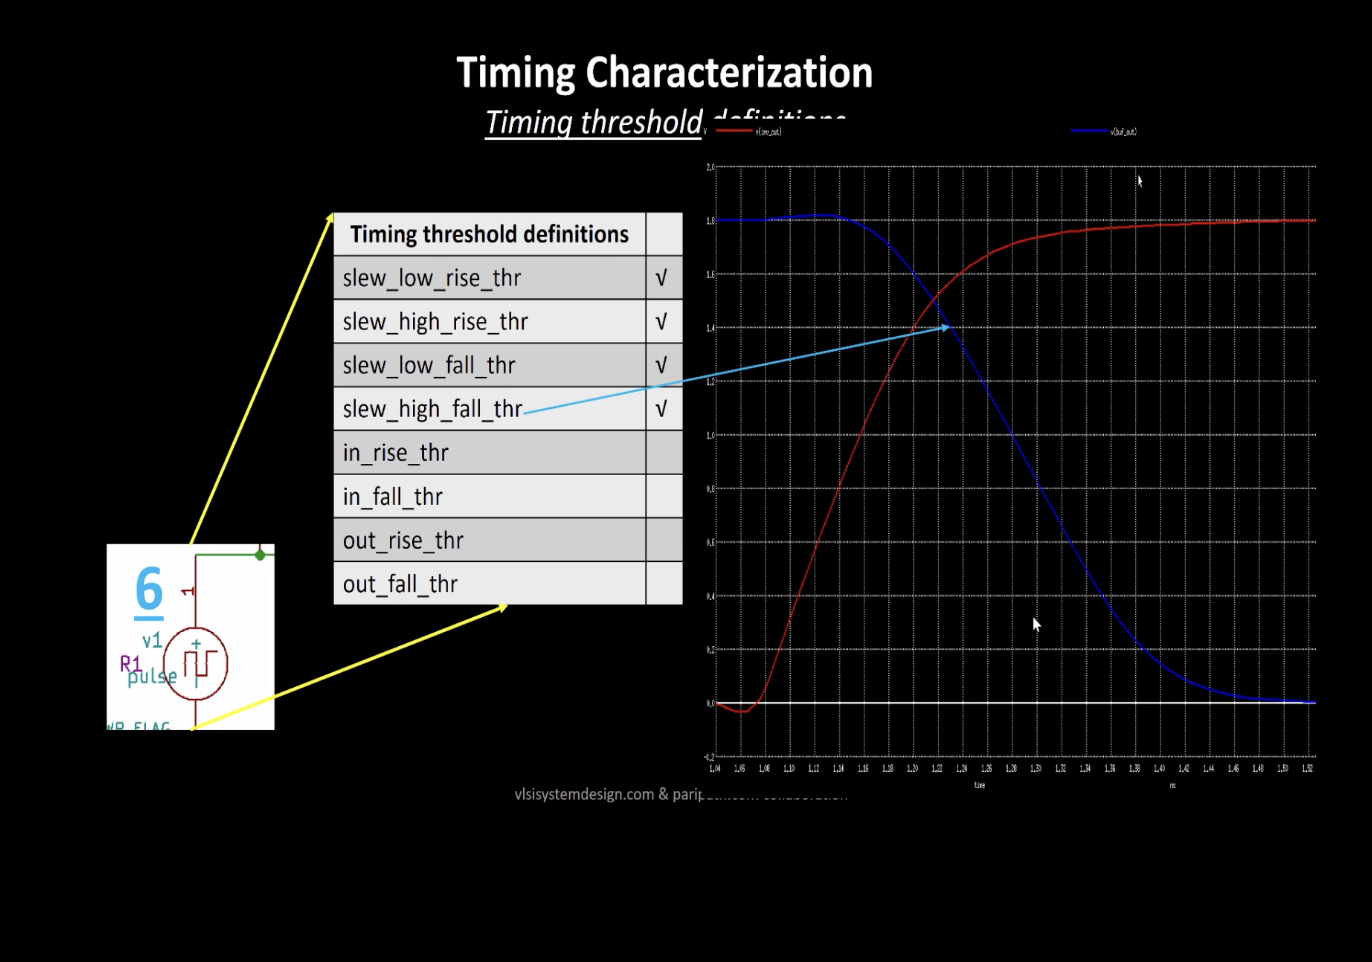 Timing Characterization
Timing threshold definitions
Timing threshold definitions
slew_low_rise_thr √
slew_high_rise_thr √
slew_low_fall_thr √
slew_high_fall_thr √
in_rise_thr
in_fall_thr
out_rise_thr
out_fall_thr
6
1
v1
+
R1
pulse
V
v(buf_out)
2.0
1.8
1.6
1.4
1.2
1.0
0.8
0.6
0.4
0.2
0.0
-0.2
1.04 1.06 1.08 1.10 1.12 1.14 1.16 1.18 1.20 1.22 1.24 1.26 1.28 1.30 1.32 1.34 1.36 1.38 1.40 1.42 1.44 1.46 1.48 1.50 1.52
time ns
vlsisystemdesign.com &